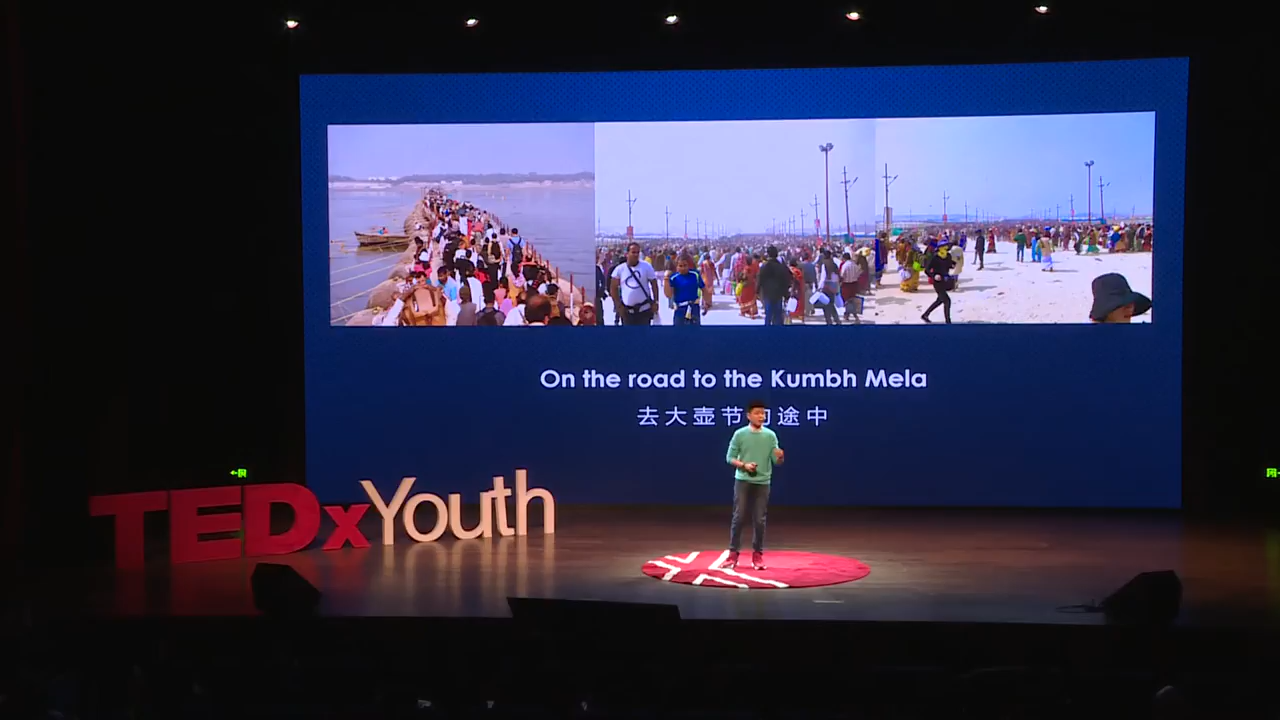 On the road to the Kumbh Mela
去大壶节的途中
TEDxYouth